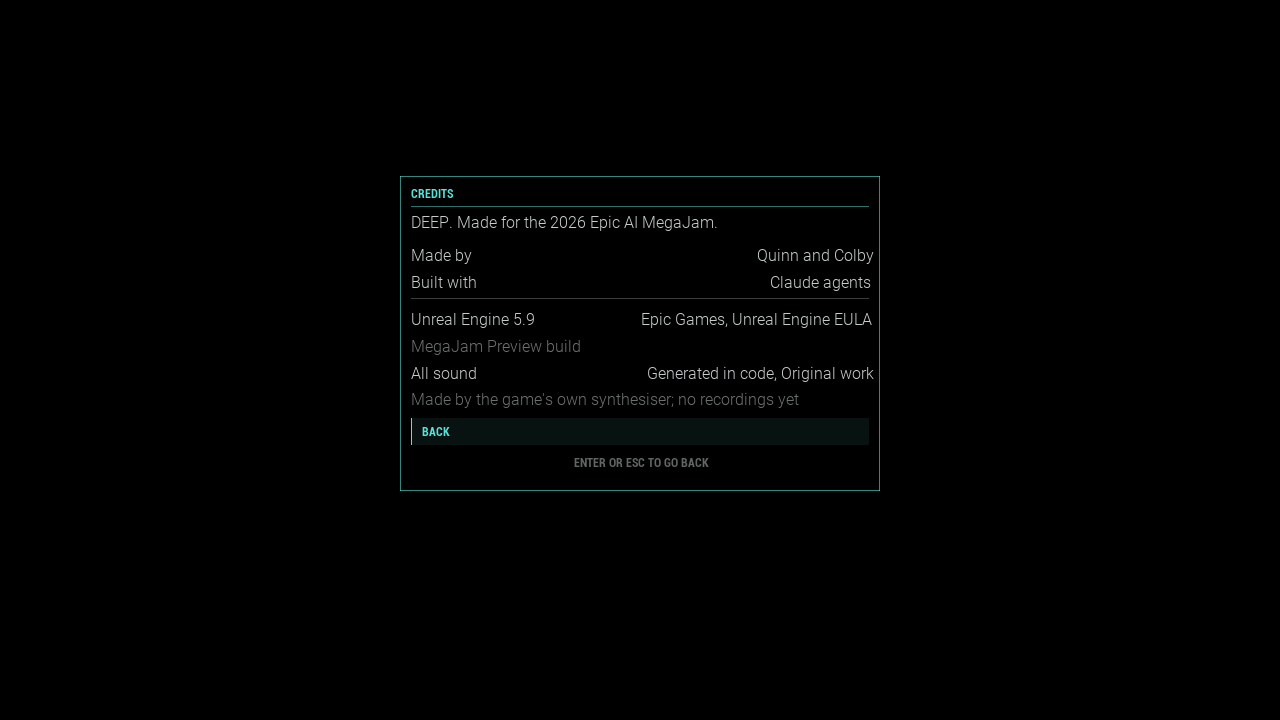 CREDITS
DEEP. Made for the 2026 Epic AI MegaJam.
Made by Quinn and Colby
Built with Claude agents
Unreal Engine 5.9 Epic Games, Unreal Engine EULA
MegaJam Preview build
All sound Generated in code, Original work
Made by the game's own synthesiser; no recordings yet
BACK
ENTER OR ESC TO GO BACK